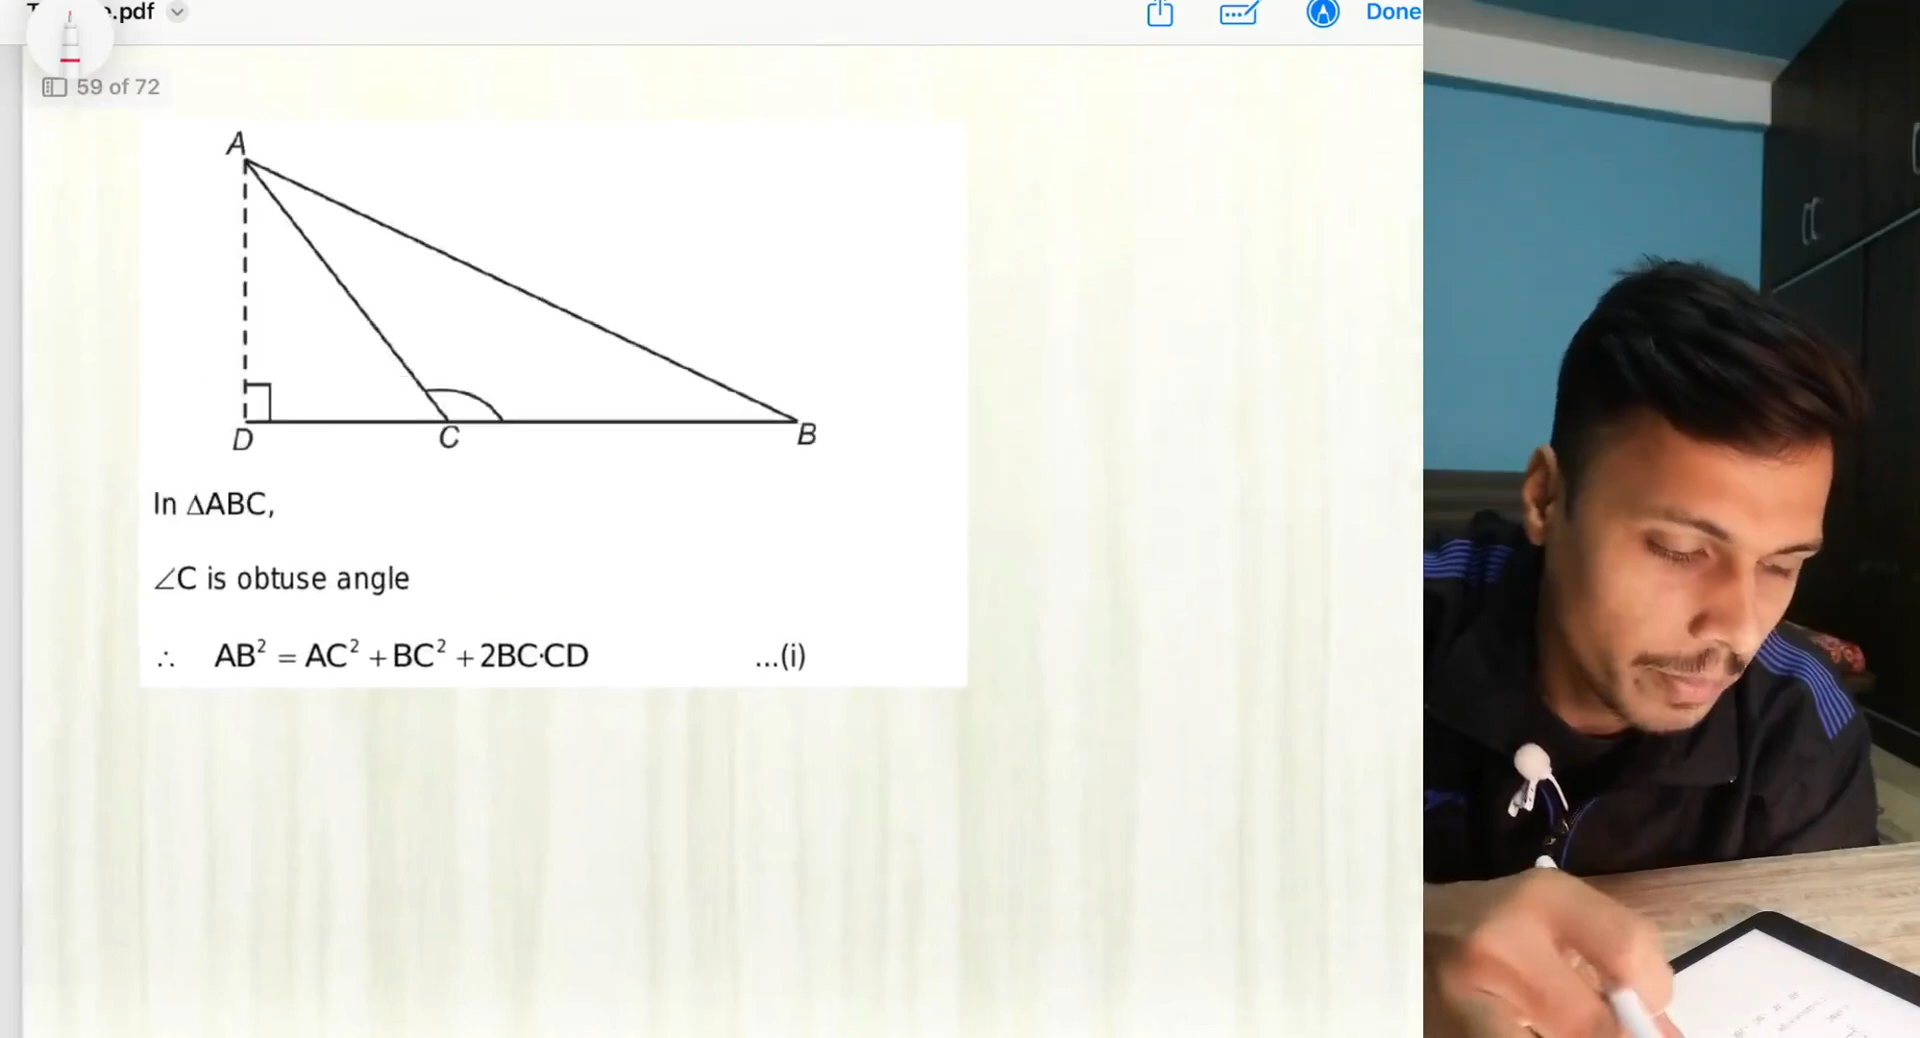 .pdf
Done
59 of 72
A
D
C
B
In ΔABC,
∠C is obtuse angle
∴ AB² = AC² + BC² + 2BC·CD ...(i)